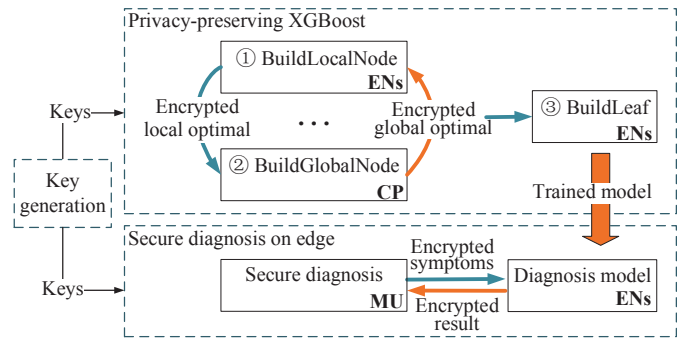 Privacy-preserving XGBoost
① BuildLocalNode
ENs
Keys
Encrypted
local optimal
...
Encrypted
global optimal
③ BuildLeaf
ENs
② BuildGlobalNode
CP
Key
generation
Trained model
Secure diagnosis on edge
Keys
Secure diagnosis
MU
Encrypted
symptoms
Encrypted
result
Diagnosis model
ENs